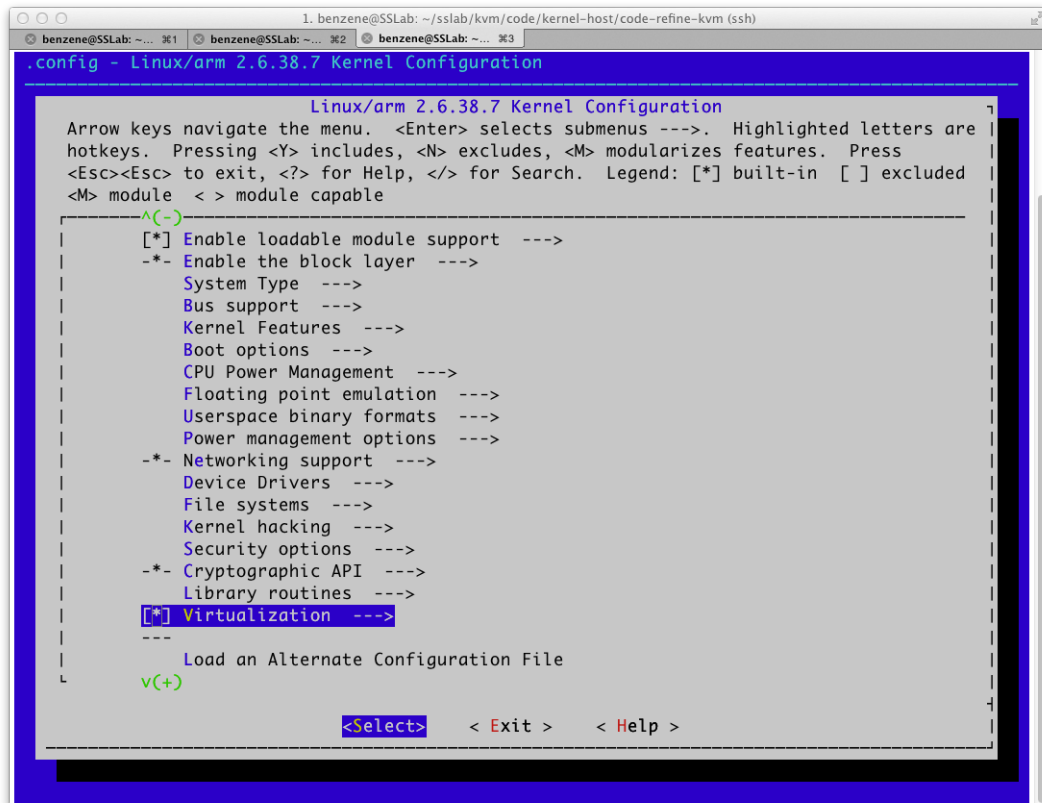 1. benzene@SSLab: ~/sslab/kvm/code/kernel-host/code-refine-kvm (ssh)
benzene@SSLab: ~... ⌘1 benzene@SSLab: ~... ⌘2 benzene@SSLab: ~... ⌘3
.config - Linux/arm 2.6.38.7 Kernel Configuration
Linux/arm 2.6.38.7 Kernel Configuration
Arrow keys navigate the menu.  <Enter> selects submenus --->.  Highlighted letters are
hotkeys.  Pressing <Y> includes, <N> excludes, <M> modularizes features.  Press
<Esc><Esc> to exit, <?> for Help, </> for Search.  Legend: [*] built-in  [ ] excluded
<M> module  < > module capable
^(-)
[*] Enable loadable module support  --->
-*- Enable the block layer  --->
System Type  --->
Bus support  --->
Kernel Features  --->
Boot options  --->
CPU Power Management  --->
Floating point emulation  --->
Userspace binary formats  --->
Power management options  --->
-*- Networking support  --->
Device Drivers  --->
File systems  --->
Kernel hacking  --->
Security options  --->
-*- Cryptographic API  --->
Library routines  --->
[*] Virtualization  --->
---
Load an Alternate Configuration File
v(+)
<Select>    < Exit >    < Help >